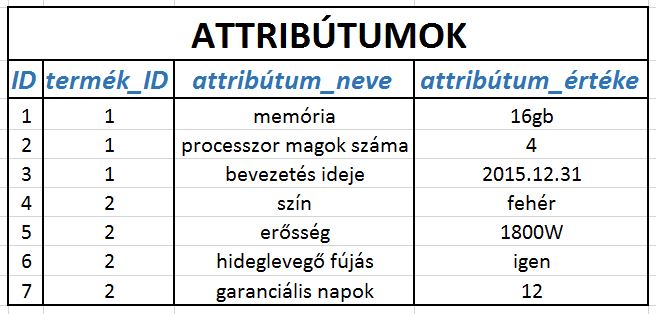 ATTRIBÚTUMOK
ID termék_ID attribútum_neve attribútum_értéke
1 1 memória 16gb
2 1 processzor magok száma 4
3 1 bevezetés ideje 2015.12.31
4 2 szín fehér
5 2 erősség 1800W
6 2 hideglevegő fújás igen
7 2 garanciális napok 12